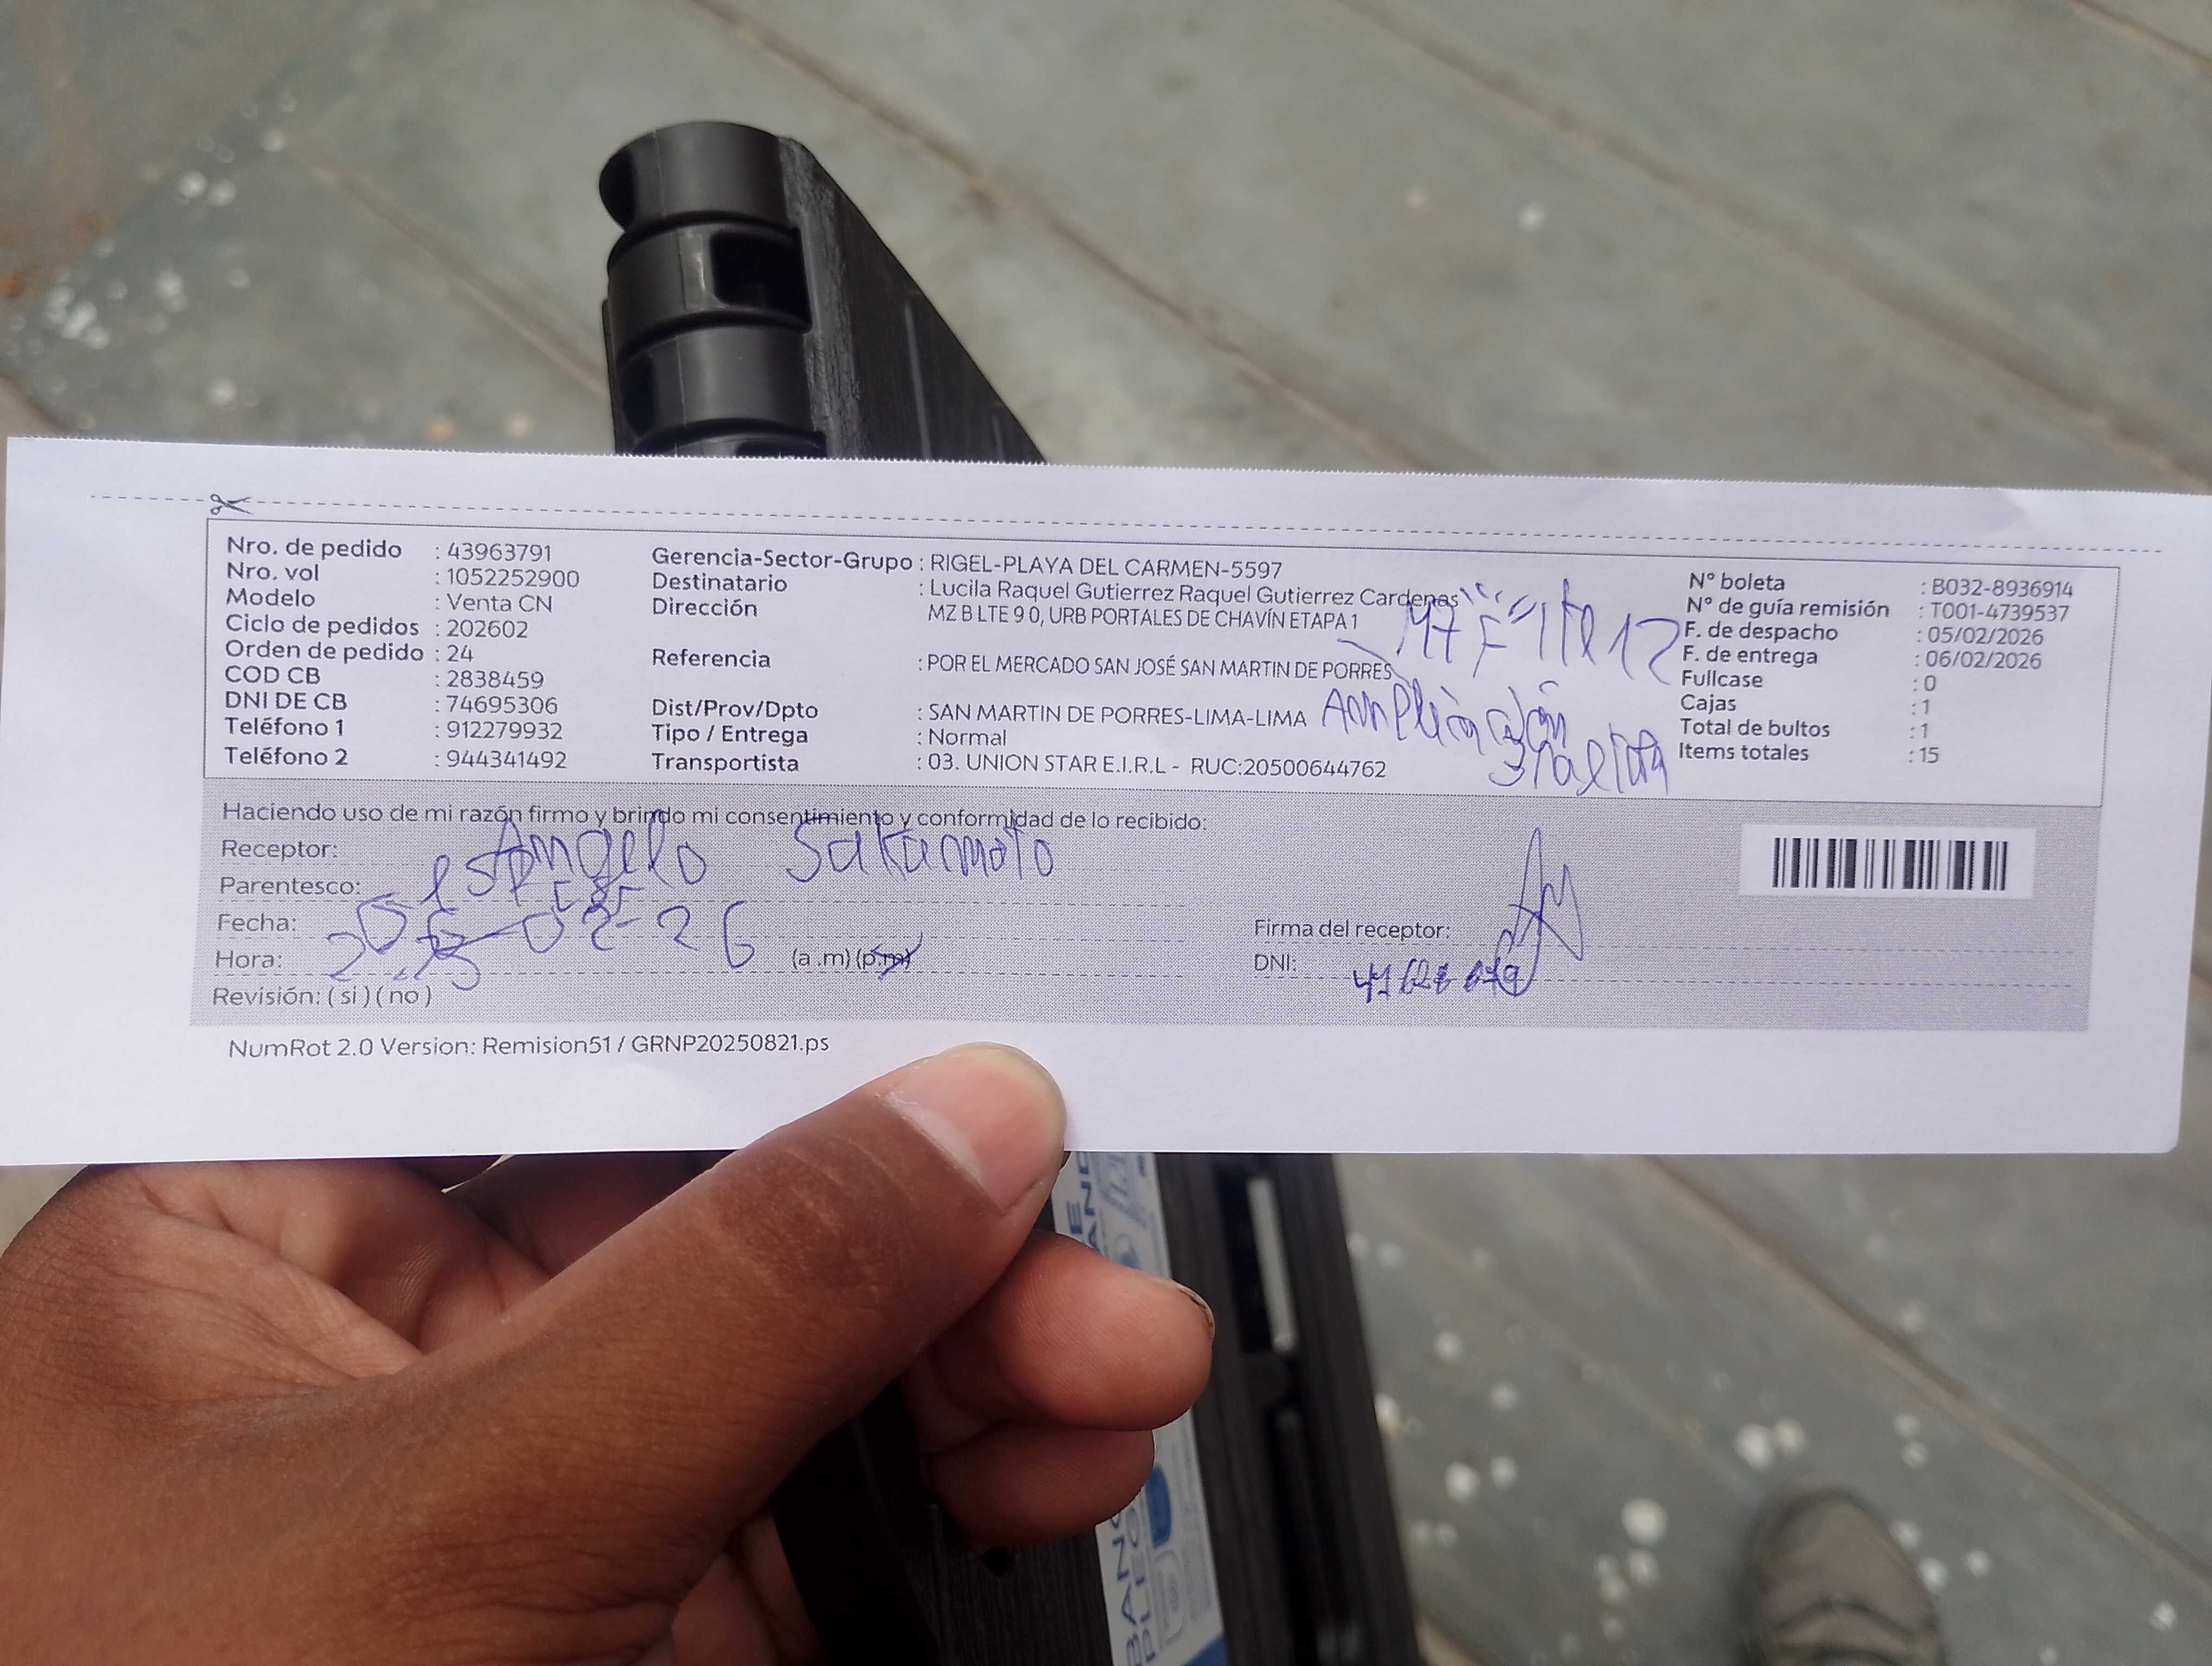 Nro. de pedido : 43963791
Nro. vol : 1052252900
Modelo : Venta CN
Ciclo de pedidos : 202602
Orden de pedido : 24
COD CB : 2838459
DNI DE CB : 74695306
Teléfono 1 : 912279932
Teléfono 2 : 944341492
Gerencia-Sector-Grupo : RIGEL-PLAYA DEL CARMEN-5597
Destinatario : Lucila Raquel Gutierrez Raquel Gutierrez Cardenas
Dirección MZ B LTE 9 0, URB PORTALES DE CHAVÍN ETAPA 1
Referencia : POR EL MERCADO SAN JOSÉ SAN MARTIN DE PORRES
Dist/Prov/Dpto : SAN MARTIN DE PORRES-LIMA-LIMA
Tipo / Entrega : Normal
Transportista : 03. UNION STAR E.I.R.L - RUC:20500644762
Mz "F" lte 12
Ampliación
N° boleta : B032-8936914
N° de guía remisión : T001-4739537
F. de despacho : 05/02/2026
F. de entrega : 06/02/2026
Fullcase : 0
Cajas : 1
Total de bultos : 1
Items totales : 15
Haciendo uso de mi razón firmo y brindo mi consentimiento y conformidad de lo recibido:
Receptor: Angelo Sakamoto
Parentesco:
Fecha: 06-02-26
Hora: (a.m) (p.m)
Revisión: ( si ) ( no )
Firma del receptor:
DNI:
NumRot 2.0 Version: Remision51 / GRNP20250821.ps